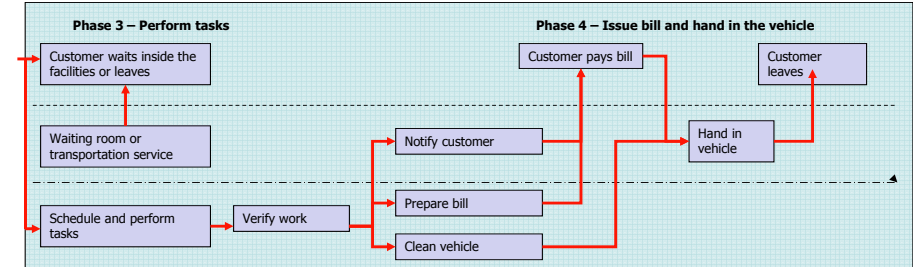 Phase 3 – Perform tasks
Phase 4 – Issue bill and hand in the vehicle
Customer waits inside the
facilities or leaves
Customer pays bill
Customer
leaves
Waiting room or
transportation service
Notify customer
Hand in
vehicle
Schedule and perform
tasks
Verify work
Prepare bill
Clean vehicle